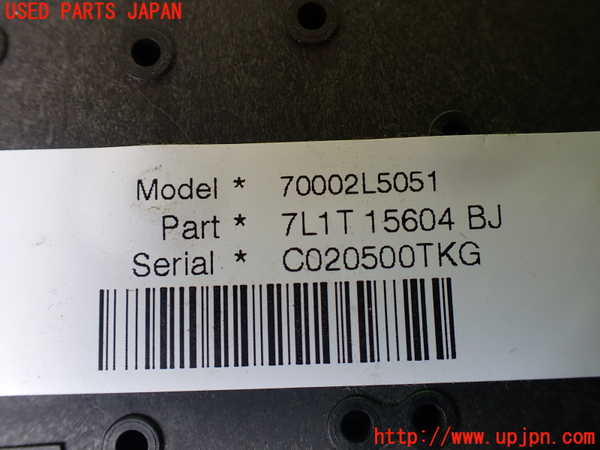 USED PARTS JAPAN
Model * 70002L5051
Part * 7L1T 15604 BJ
Serial * C020500TKG
http://www.upjpn.com/